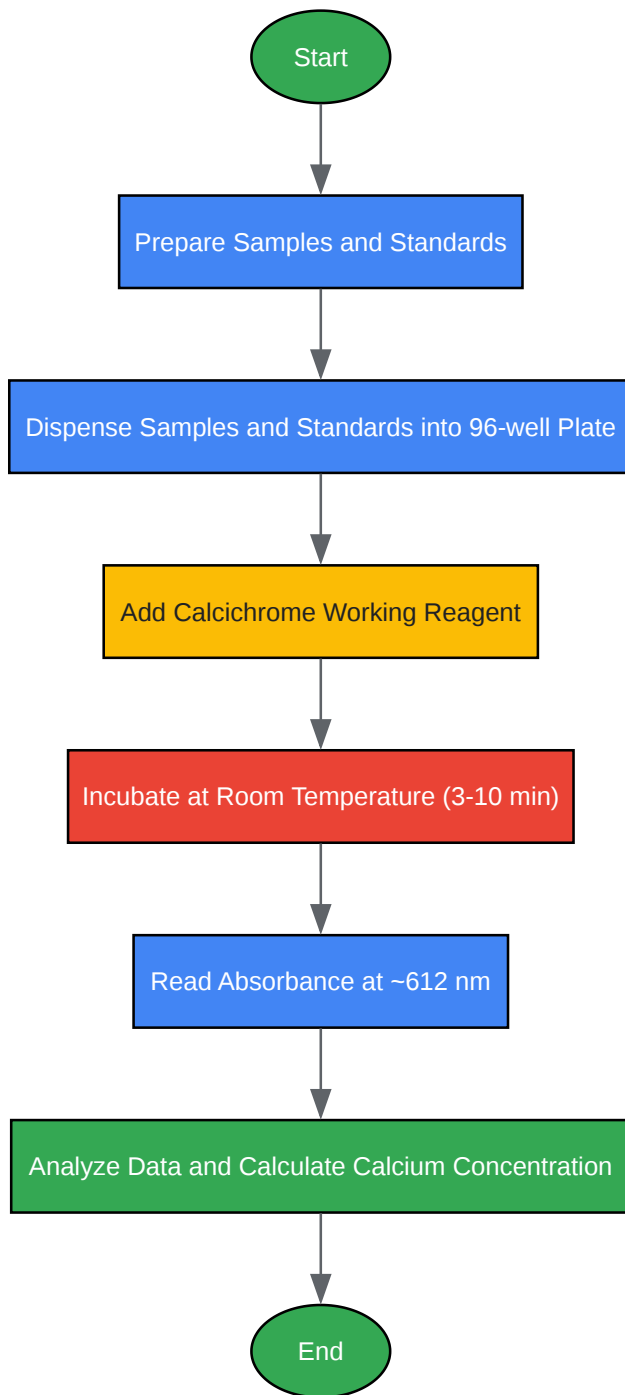 Start
Prepare Samples and Standards
Dispense Samples and Standards into 96-well Plate
Add Calcichrome Working Reagent
Incubate at Room Temperature (3-10 min)
Read Absorbance at ~612 nm
Analyze Data and Calculate Calcium Concentration
End